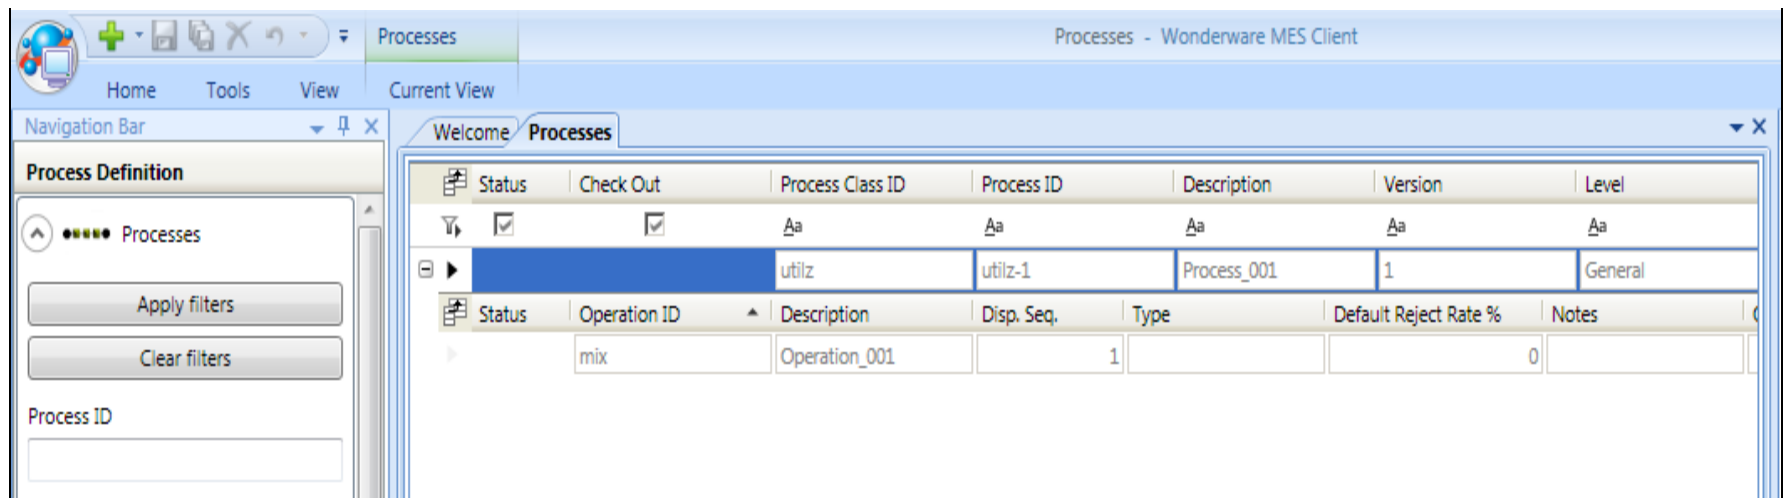 Processes
Processes - Wonderware MES Client
Home Tools View Current View
Navigation Bar
Welcome Processes
Process Definition
Status Check Out Process Class ID Process ID Description Version Level
Aa Aa Aa Aa Aa
Processes
utilz utilz-1 Process_001 1 General
Apply filters
Status Operation ID Description Disp. Seq. Type Default Reject Rate % Notes
Clear filters
mix Operation_001 1 0
Process ID